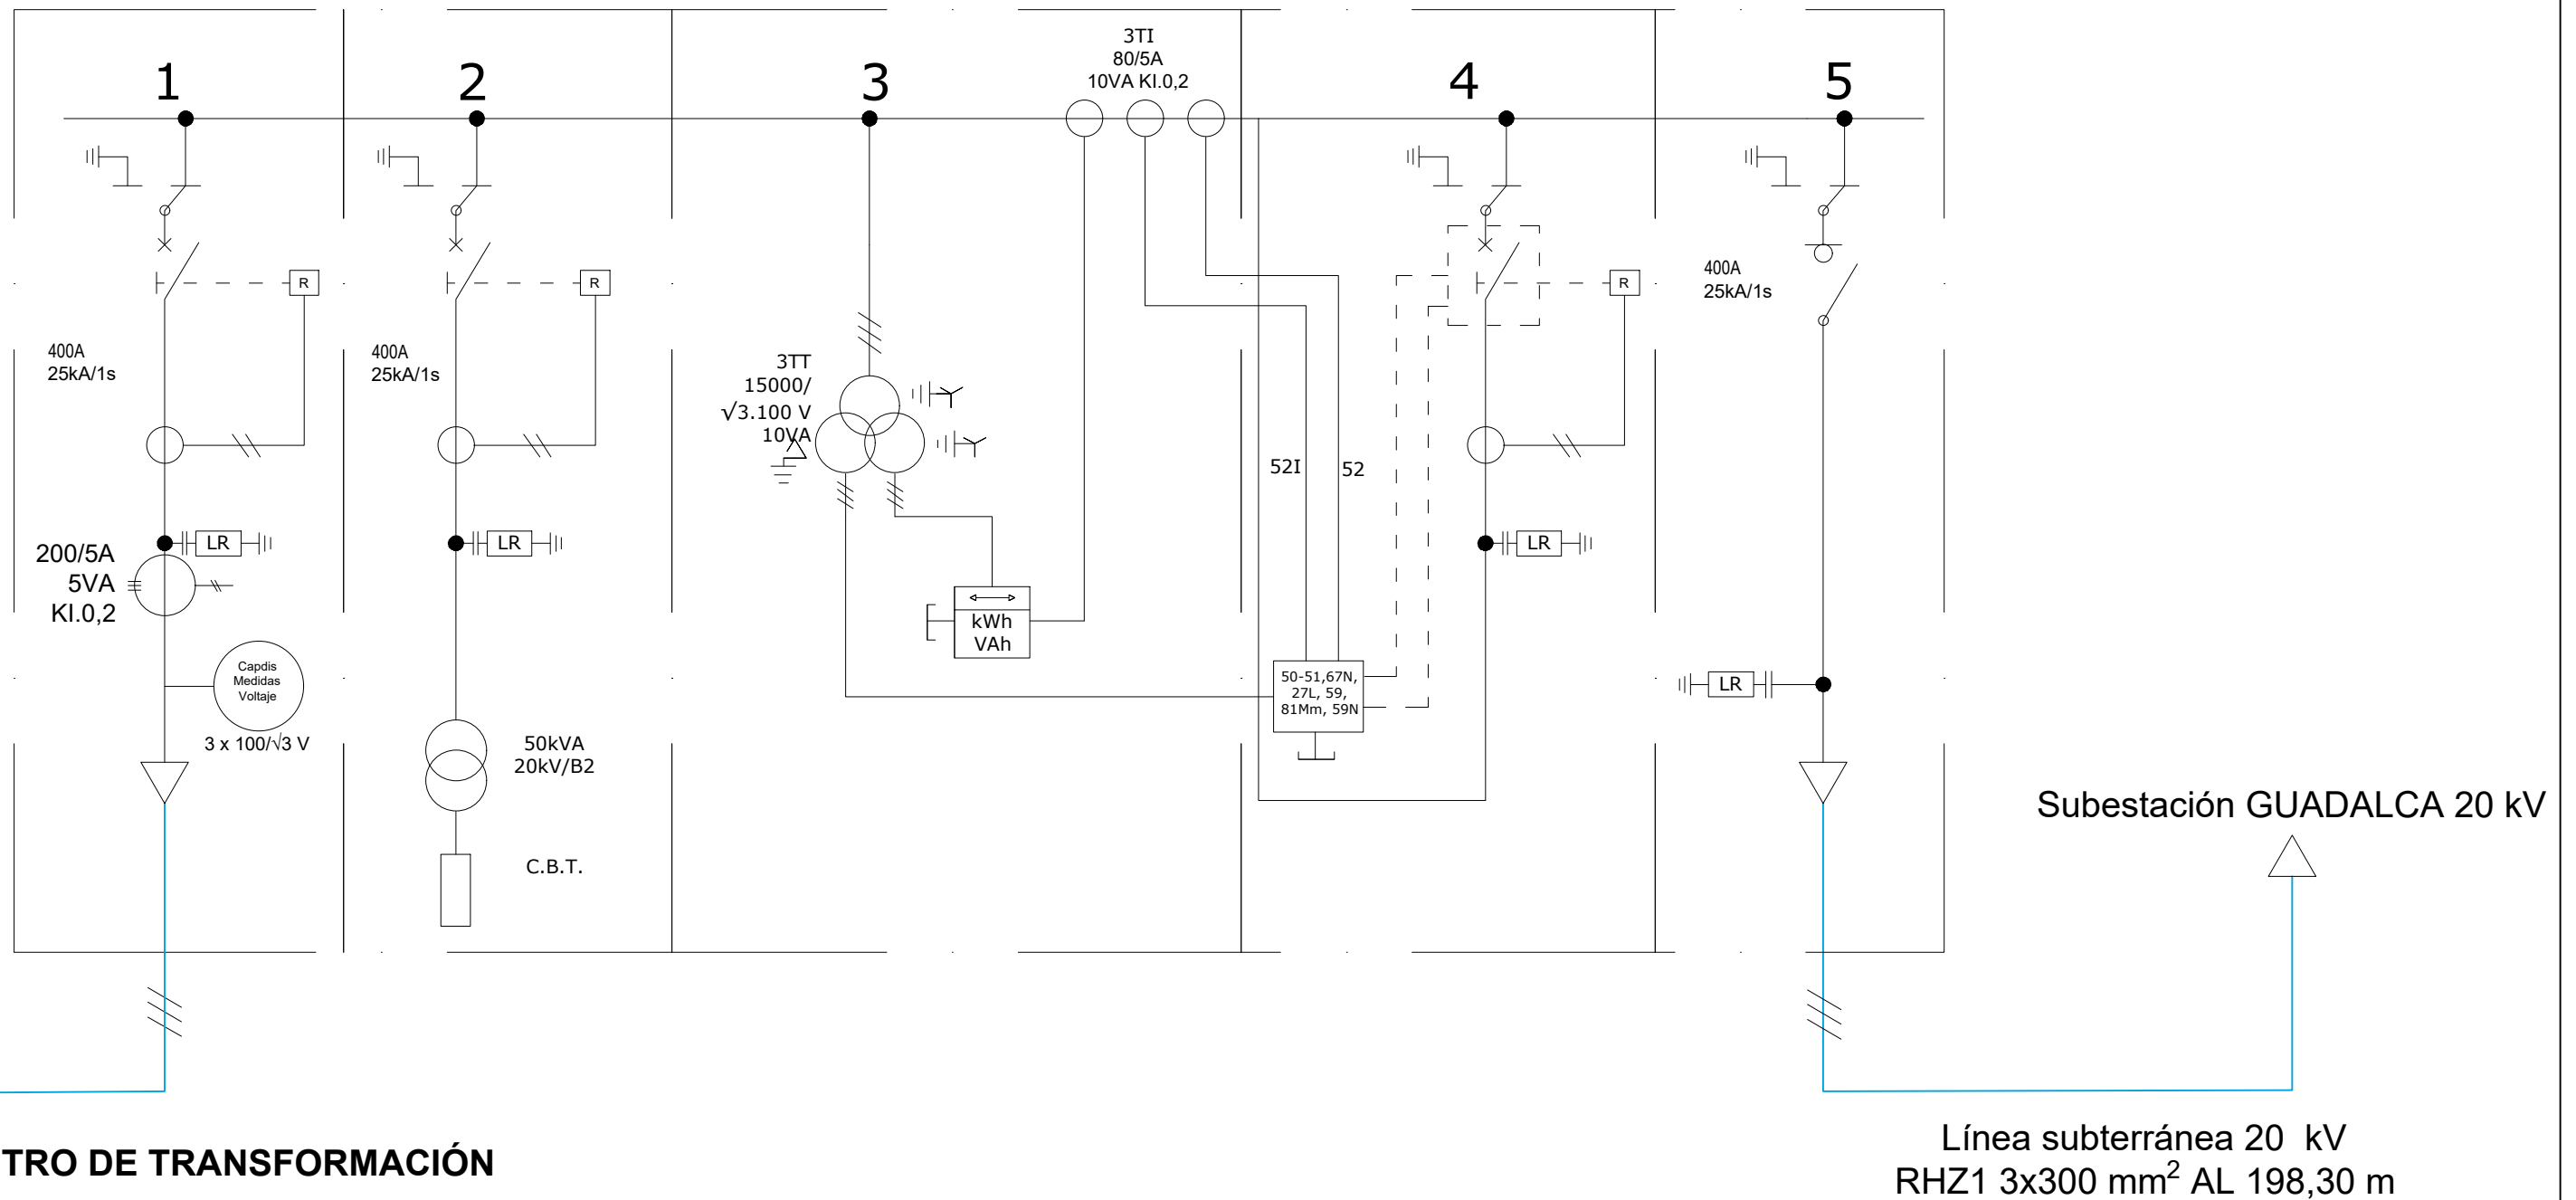 1
2
3
3TI
80/5A
10VA KI.0,2
4
5
R
R
R
400A
25kA/1s
400A
25kA/1s
400A
25kA/1s
3TT
15000/
√3.100 V
10VA
52I
52
LR
LR
LR
200/5A
5VA
KI.0,2
kWh
VAh
Capdis
Medidas
Voltaje
3 x 100/√3 V
50-51,67N,
27L, 59,
81Mm, 59N
LR
50kVA
20kV/B2
C.B.T.
Subestación GUADALCA 20 kV
TRO DE TRANSFORMACIÓN
Línea subterránea 20 kV
RHZ1 3x300 mm² AL 198,30 m